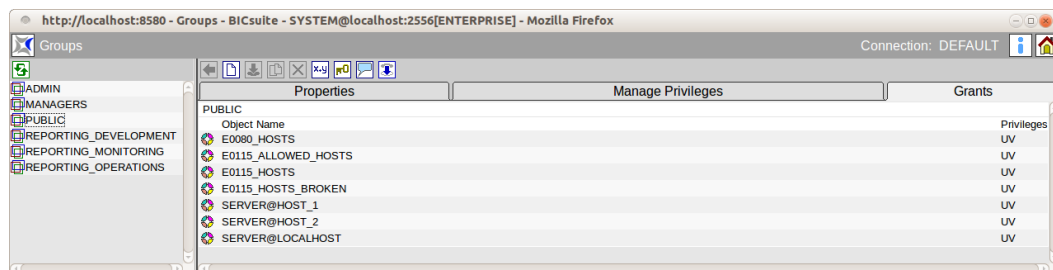 http://localhost:8580 - Groups - BICsuite - SYSTEM@localhost:2556[ENTERPRISE] - Mozilla Firefox
Groups
Connection: DEFAULT
ADMIN
MANAGERS
PUBLIC
REPORTING_DEVELOPMENT
REPORTING_MONITORING
REPORTING_OPERATIONS
x.y
Properties Manage Privileges Grants
PUBLIC
Object Name Privileges
E0080_HOSTS UV
E0115_ALLOWED_HOSTS UV
E0115_HOSTS UV
E0115_HOSTS_BROKEN UV
SERVER@HOST_1 UV
SERVER@HOST_2 UV
SERVER@LOCALHOST UV